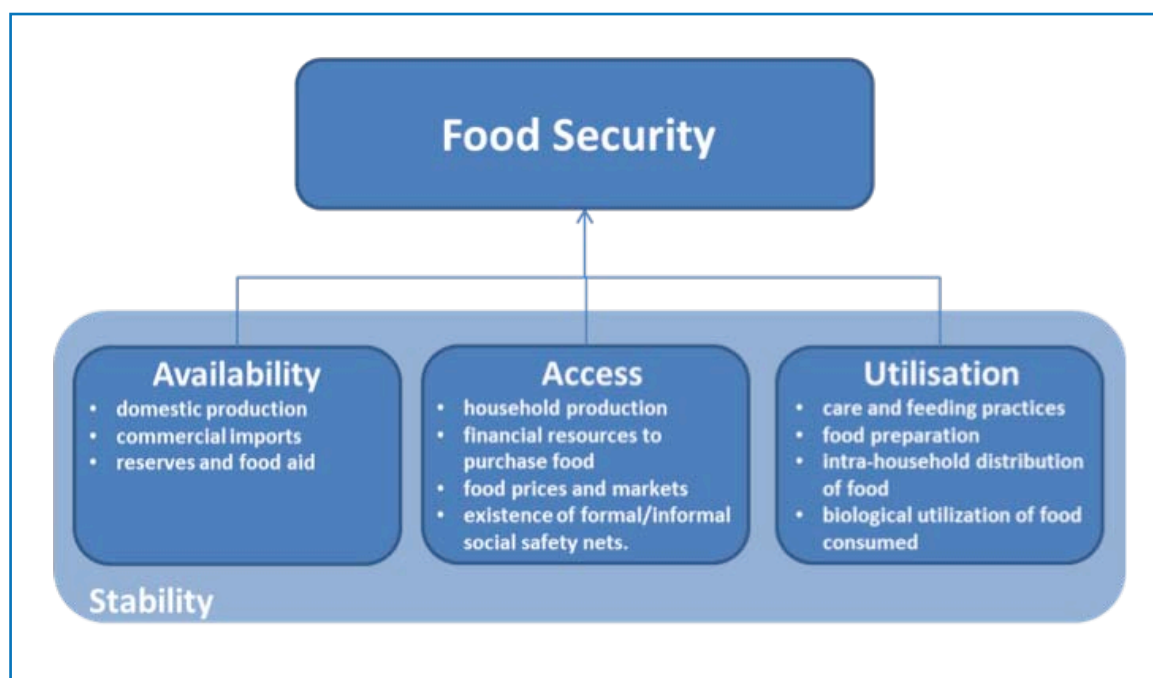 Food Security
Availability
• domestic production
• commercial imports
• reserves and food aid
Access
• household production
• financial resources to
purchase food
• food prices and markets
• existence of formal/informal
social safety nets.
Utilisation
• care and feeding practices
• food preparation
• intra-household distribution
of food
• biological utilization of food
consumed
Stability